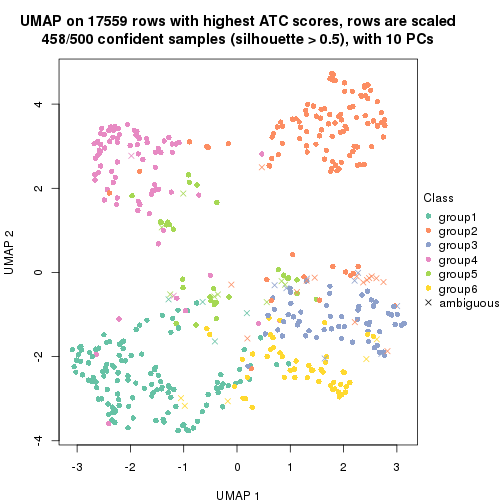 UMAP on 17559 rows with highest ATC scores, rows are scaled
458/500 confident samples (silhouette > 0.5), with 10 PCs
4
2
0
-2
-4
UMAP 2
-3
-2
-1
0
1
2
3
UMAP 1
Class
group1
group2
group3
group4
group5
group6
ambiguous